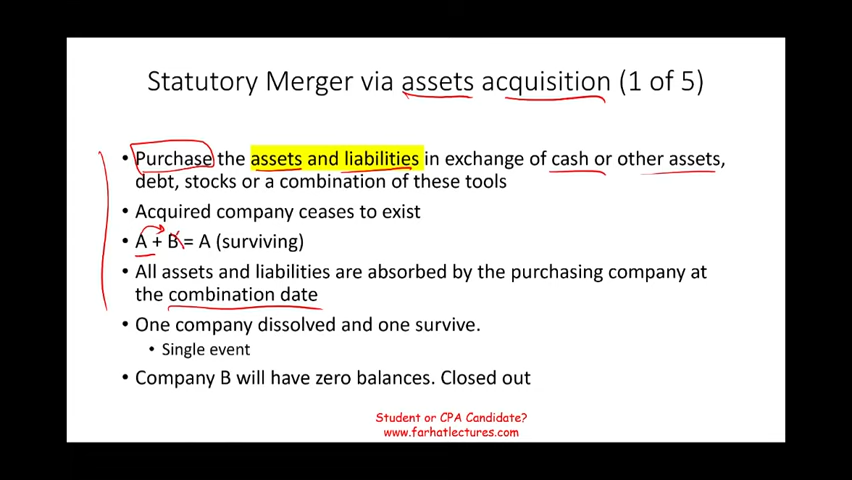 Statutory Merger via assets acquisition (1 of 5)
• Purchase the assets and liabilities in exchange of cash or other assets,
debt, stocks or a combination of these tools
• Acquired company ceases to exist
• A + B = A (surviving)
• All assets and liabilities are absorbed by the purchasing company at
the combination date
• One company dissolved and one survive.
• Single event
• Company B will have zero balances. Closed out
Student or CPA Candidate?
www.farhatlectures.com